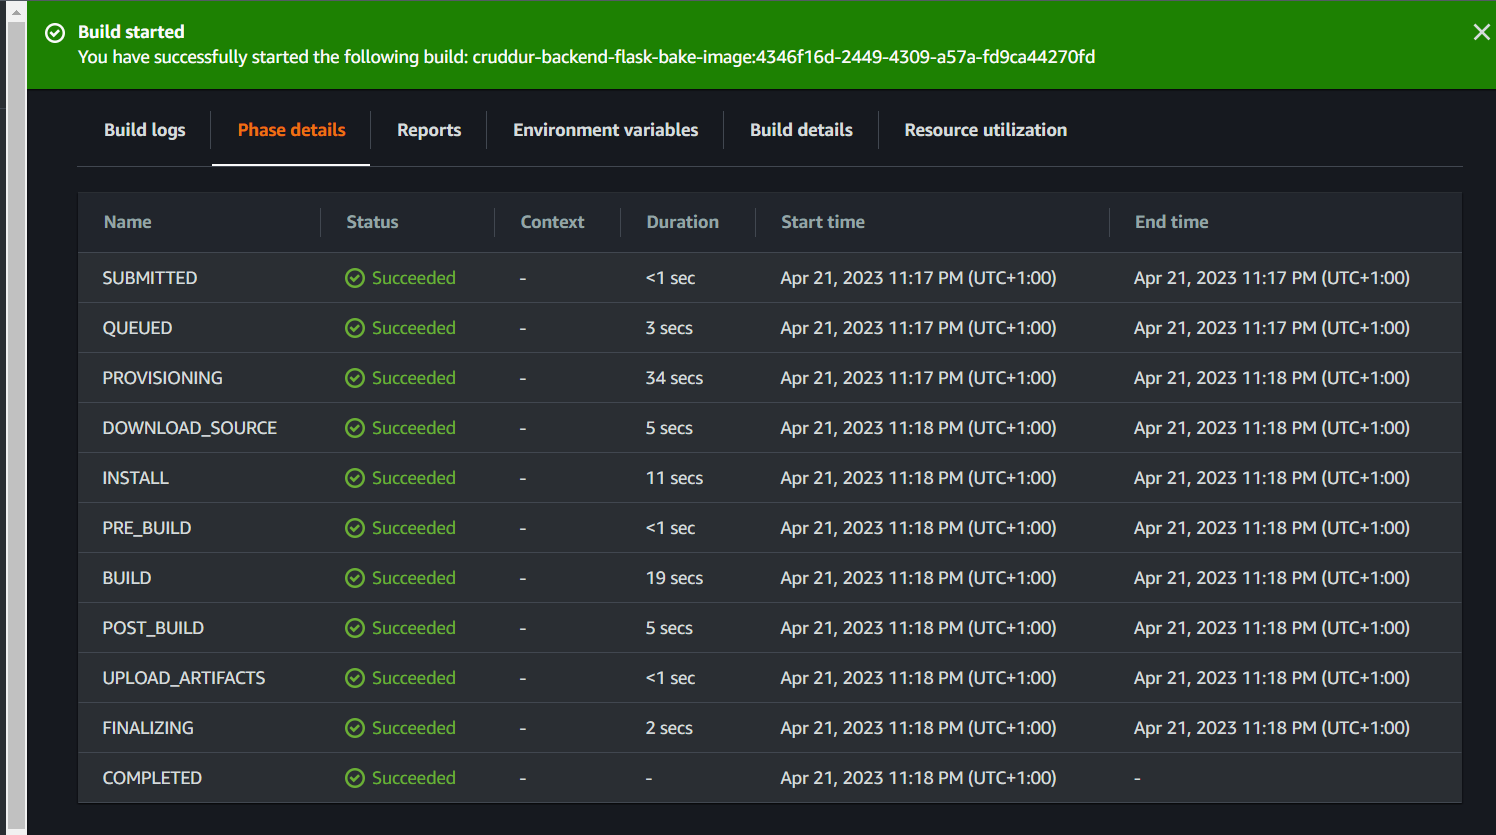 Build started
You have successfully started the following build: cruddur-backend-flask-bake-image:4346f16d-2449-4309-a57a-fd9ca44270fd
Build logs Phase details Reports Environment variables Build details Resource utilization
Name Status Context Duration Start time End time
SUBMITTED Succeeded - <1 sec Apr 21, 2023 11:17 PM (UTC+1:00) Apr 21, 2023 11:17 PM (UTC+1:00)
QUEUED Succeeded - 3 secs Apr 21, 2023 11:17 PM (UTC+1:00) Apr 21, 2023 11:17 PM (UTC+1:00)
PROVISIONING Succeeded - 34 secs Apr 21, 2023 11:17 PM (UTC+1:00) Apr 21, 2023 11:18 PM (UTC+1:00)
DOWNLOAD_SOURCE Succeeded - 5 secs Apr 21, 2023 11:18 PM (UTC+1:00) Apr 21, 2023 11:18 PM (UTC+1:00)
INSTALL Succeeded - 11 secs Apr 21, 2023 11:18 PM (UTC+1:00) Apr 21, 2023 11:18 PM (UTC+1:00)
PRE_BUILD Succeeded - <1 sec Apr 21, 2023 11:18 PM (UTC+1:00) Apr 21, 2023 11:18 PM (UTC+1:00)
BUILD Succeeded - 19 secs Apr 21, 2023 11:18 PM (UTC+1:00) Apr 21, 2023 11:18 PM (UTC+1:00)
POST_BUILD Succeeded - 5 secs Apr 21, 2023 11:18 PM (UTC+1:00) Apr 21, 2023 11:18 PM (UTC+1:00)
UPLOAD_ARTIFACTS Succeeded - <1 sec Apr 21, 2023 11:18 PM (UTC+1:00) Apr 21, 2023 11:18 PM (UTC+1:00)
FINALIZING Succeeded - 2 secs Apr 21, 2023 11:18 PM (UTC+1:00) Apr 21, 2023 11:18 PM (UTC+1:00)
COMPLETED Succeeded - - Apr 21, 2023 11:18 PM (UTC+1:00) -